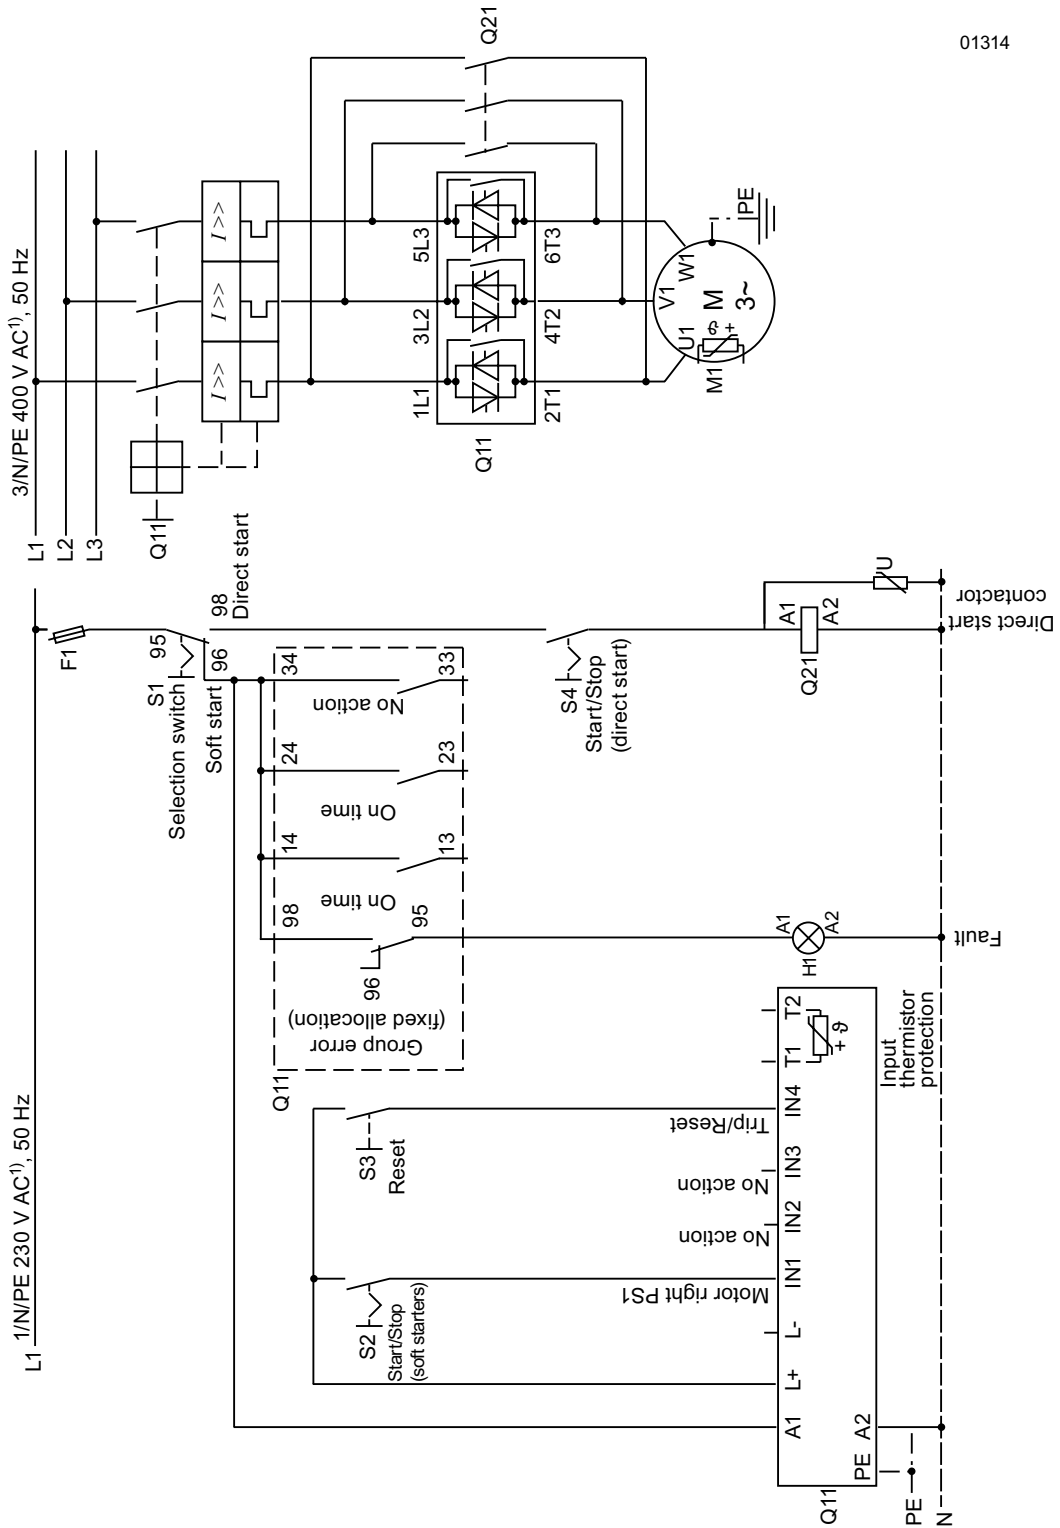 01314
L1 1/N/PE 230 V AC1), 50 Hz
3/N/PE 400 V AC1), 50 Hz
L1
L2
L3
Q11
I >>
I >>
I >>
Q21
1L1
3L2
5L3
Q11
2T1
4T2
6T3
U1
V1
W1
M
3~
M1
+ ϑ
PE
F1
S1
Selection switch
95
96
98
Soft start
Direct start
Q11
Group error
(fixed allocation)
96
98
95
On time
14
13
On time
24
23
No action
34
33
S4
Start/Stop
(direct start)
Q21
A1
A2
U
Direct start
contactor
H1
A1
A2
Fault
S2
Start/Stop
(soft starters)
S3
Reset
Motor right PS1
No action
No action
Trip/Reset
A1
L+
L-
IN1
IN2
IN3
IN4
T1
T2
+ ϑ
PE
A2
Q11
Input
thermistor
protection
PE
N